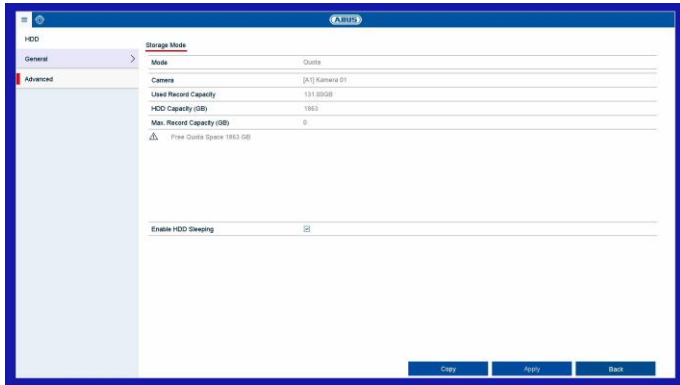 ABUS
HDD
General
Advanced
Storage Mode
Mode Quota
Camera [A1] Kamera 01
Used Record Capacity 131.00GB
HDD Capacity (GB) 1863
Max. Record Capacity (GB) 0
Free Quota Space 1863 GB
Enable HDD Sleeping
Copy Apply Back